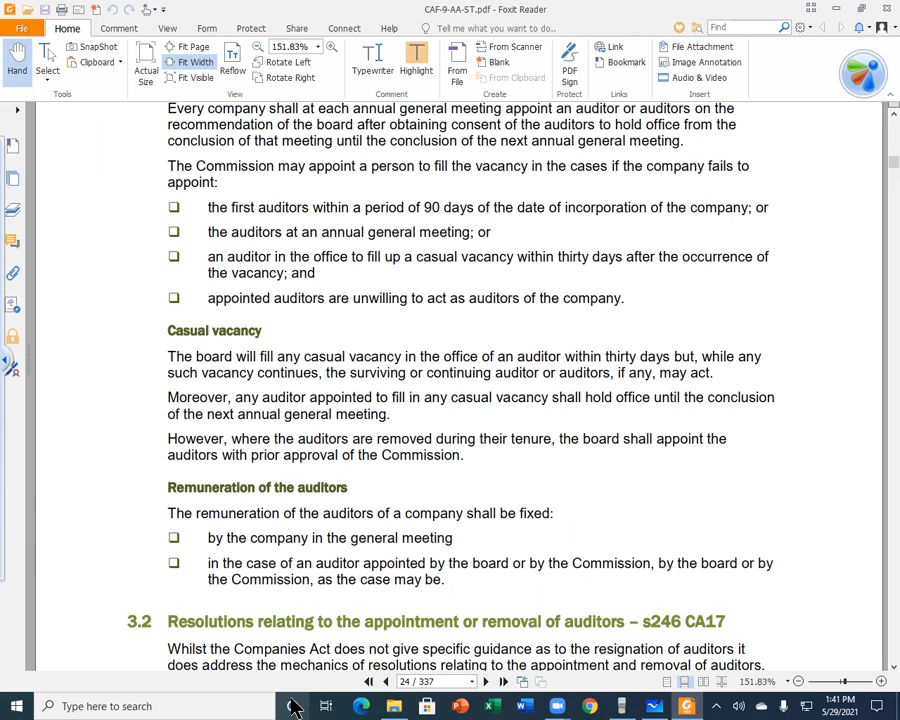 CAF-9-AA-ST.pdf - Foxit Reader
File Home Comment View Form Protect Share Connect Help Tell me what you want to do.. Find
Hand
Select
SnapShot
Clipboard
Actual Size
Fit Page
Fit Width
Fit Visible
Reflow
151.83%
Rotate Left
Rotate Right
Typewriter
Highlight
From File
From Scanner
Blank
From Clipboard
PDF Sign
Link
Bookmark
File Attachment
Image Annotation
Audio & Video
Tools View Comment Create Protect Links Insert
Every company shall at each annual general meeting appoint an auditor or auditors on the
recommendation of the board after obtaining consent of the auditors to hold office from the
conclusion of that meeting until the conclusion of the next annual general meeting.
The Commission may appoint a person to fill the vacancy in the cases if the company fails to
appoint:
❑ the first auditors within a period of 90 days of the date of incorporation of the company; or
❑ the auditors at an annual general meeting; or
❑ an auditor in the office to fill up a casual vacancy within thirty days after the occurrence of
the vacancy; and
❑ appointed auditors are unwilling to act as auditors of the company.
Casual vacancy
The board will fill any casual vacancy in the office of an auditor within thirty days but, while any
such vacancy continues, the surviving or continuing auditor or auditors, if any, may act.
Moreover, any auditor appointed to fill in any casual vacancy shall hold office until the conclusion
of the next annual general meeting.
However, where the auditors are removed during their tenure, the board shall appoint the
auditors with prior approval of the Commission.
Remuneration of the auditors
The remuneration of the auditors of a company shall be fixed:
❑ by the company in the general meeting
❑ in the case of an auditor appointed by the board or by the Commission, by the board or by
the Commission, as the case may be.
3.2 Resolutions relating to the appointment or removal of auditors – s246 CA17
Whilst the Companies Act does not give specific guidance as to the resignation of auditors it
does address the mechanics of resolutions relating to the appointment and removal of auditors.
24 / 337
151.83%
Type here to search
1:41 PM
5/29/2021